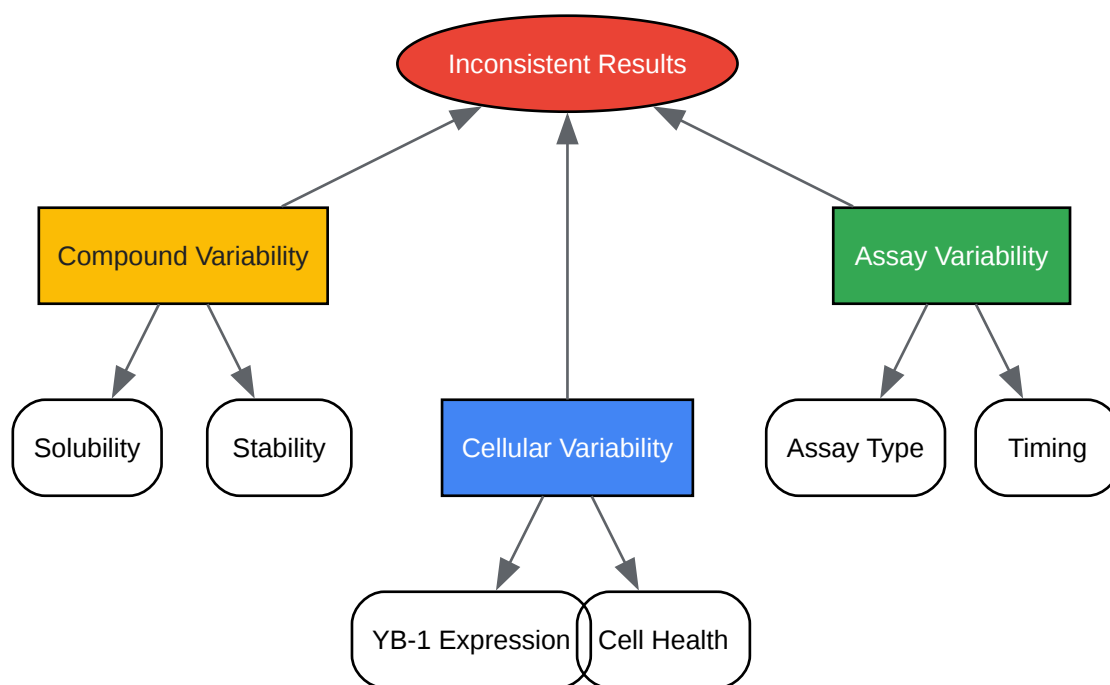 Inconsistent Results
Compound Variability
Assay Variability
Solubility
Stability
Cellular Variability
Assay Type
Timing
YB-1 Expression
Cell Health